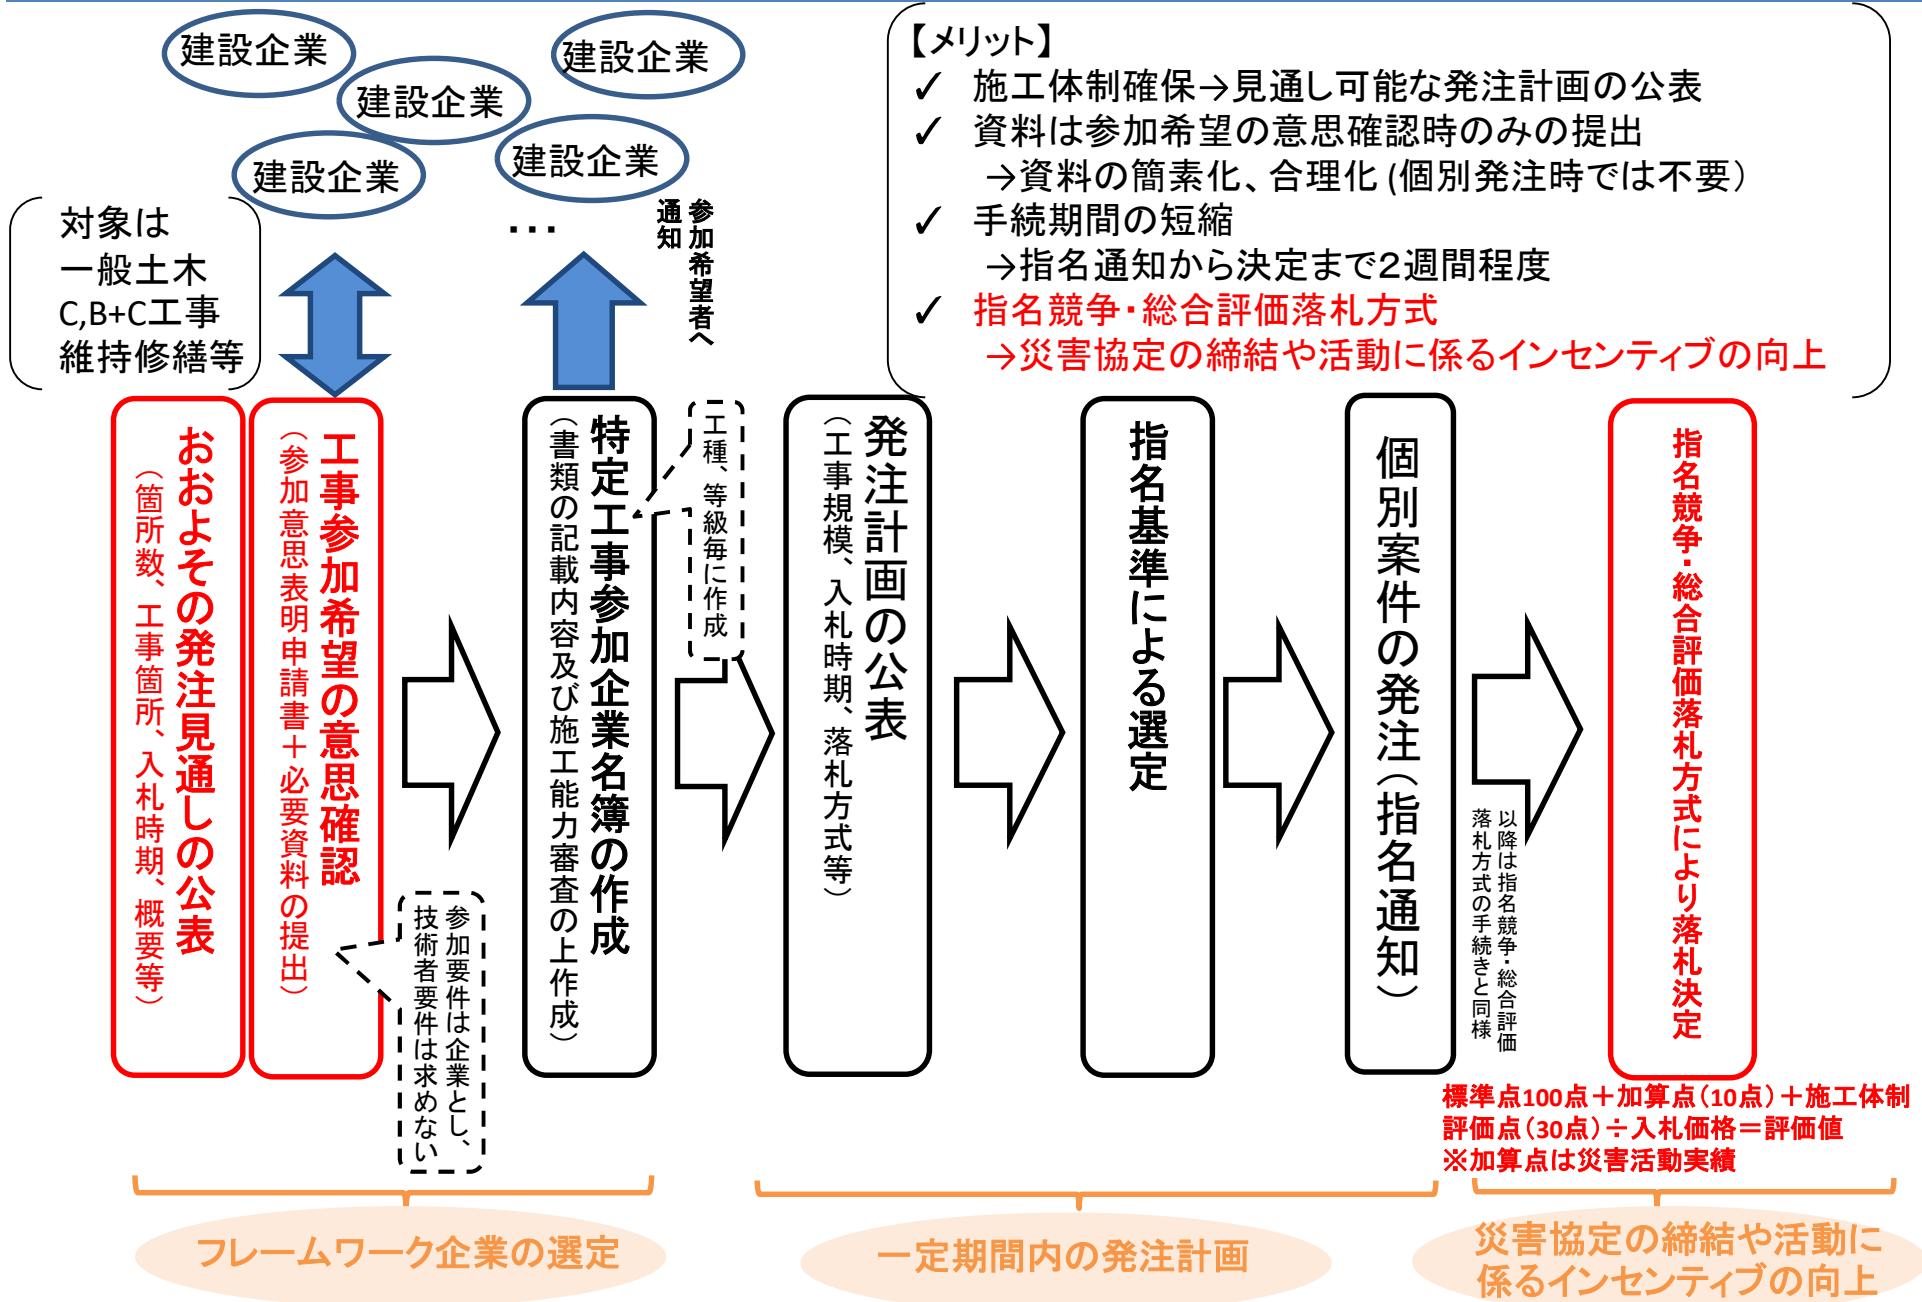 建設企業
建設企業
建設企業
建設企業
建設企業
・・・
対象は
一般土木
C,B+C工事
維持修繕等
参加希望者へ
通知
【メリット】
✓ 施工体制確保→見通し可能な発注計画の公表
✓ 資料は参加希望の意思確認時のみの提出
→資料の簡素化、合理化 (個別発注時では不要）
✓ 手続期間の短縮
→指名通知から決定まで２週間程度
✓ 指名競争・総合評価落札方式
→災害協定の締結や活動に係るインセンティブの向上
おおよその発注見通しの公表
（箇所数、工事箇所、入札時期、概要等）
工事参加希望の意思確認
（参加意思表明申請書＋必要資料の提出）
参加要件は企業とし、
技術者要件は求めない
特定工事参加企業名簿の作成
（書類の記載内容及び施工能力審査の上作成）
工種、等級毎に作成
発注計画の公表
（工事規模、入札時期、落札方式等）
指名基準による選定
個別案件の発注（指名通知）
以降は指名競争・総合評価
落札方式の手続きと同様
指名競争・総合評価落札方式により落札決定
標準点100点＋加算点（10点）＋施工体制
評価点（30点）÷入札価格＝評価値
※加算点は災害活動実績
フレームワーク企業の選定
一定期間内の発注計画
災害協定の締結や活動に
係るインセンティブの向上